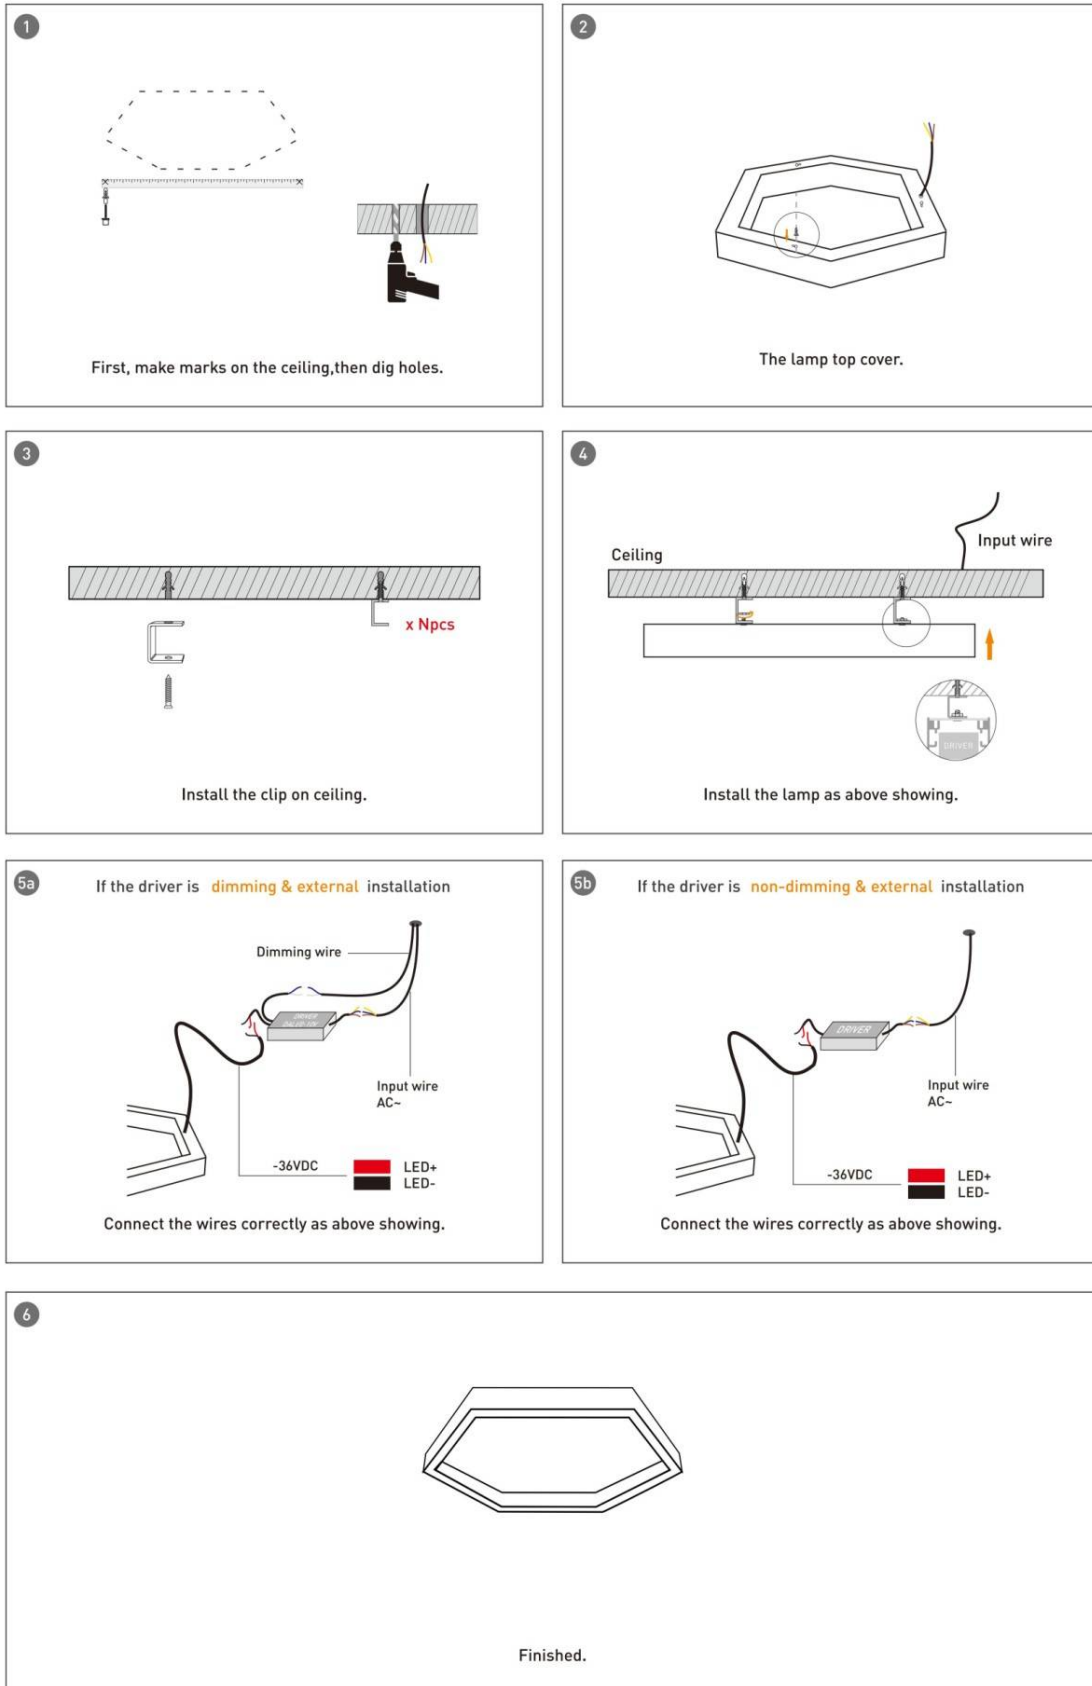 1
First, make marks on the ceiling,then dig holes.
2
The lamp top cover.
3
x Npcs
Install the clip on ceiling.
4
Ceiling
Input wire
DRIVER
Install the lamp as above showing.
5a
If the driver is dimming & external installation
Dimming wire
DRIVER
DALI/0-10V
Input wire
AC~
-36VDC
LED+
LED-
Connect the wires correctly as above showing.
5b
If the driver is non-dimming & external installation
DRIVER
Input wire
AC~
-36VDC
LED+
LED-
Connect the wires correctly as above showing.
6
Finished.